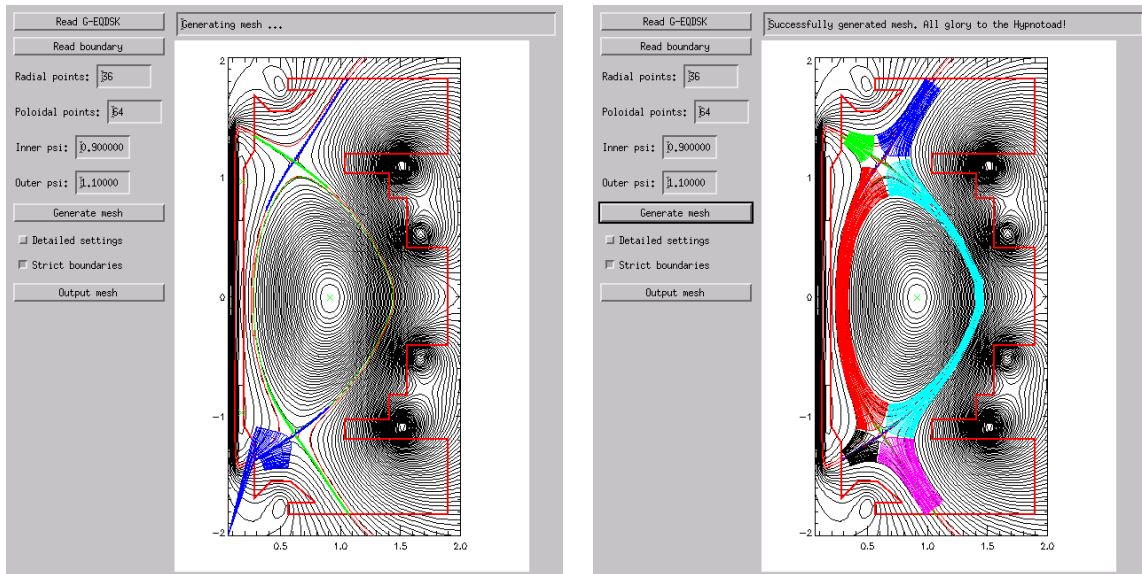 Read G-EQDSK
Generating mesh ...
Read boundary
Radial points: 36
Poloidal points: 64
Inner psi: 0.900000
Outer psi: 1.10000
Generate mesh
Detailed settings
Strict boundaries
Output mesh
2
1
0
-1
-2
0.5 1.0 1.5 2.0
Read G-EQDSK
Successfully generated mesh. All glory to the Hypnotoad!
Read boundary
Radial points: 36
Poloidal points: 64
Inner psi: 0.900000
Outer psi: 1.10000
Generate mesh
Detailed settings
Strict boundaries
Output mesh
2
1
0
-1
-2
0.5 1.0 1.5 2.0